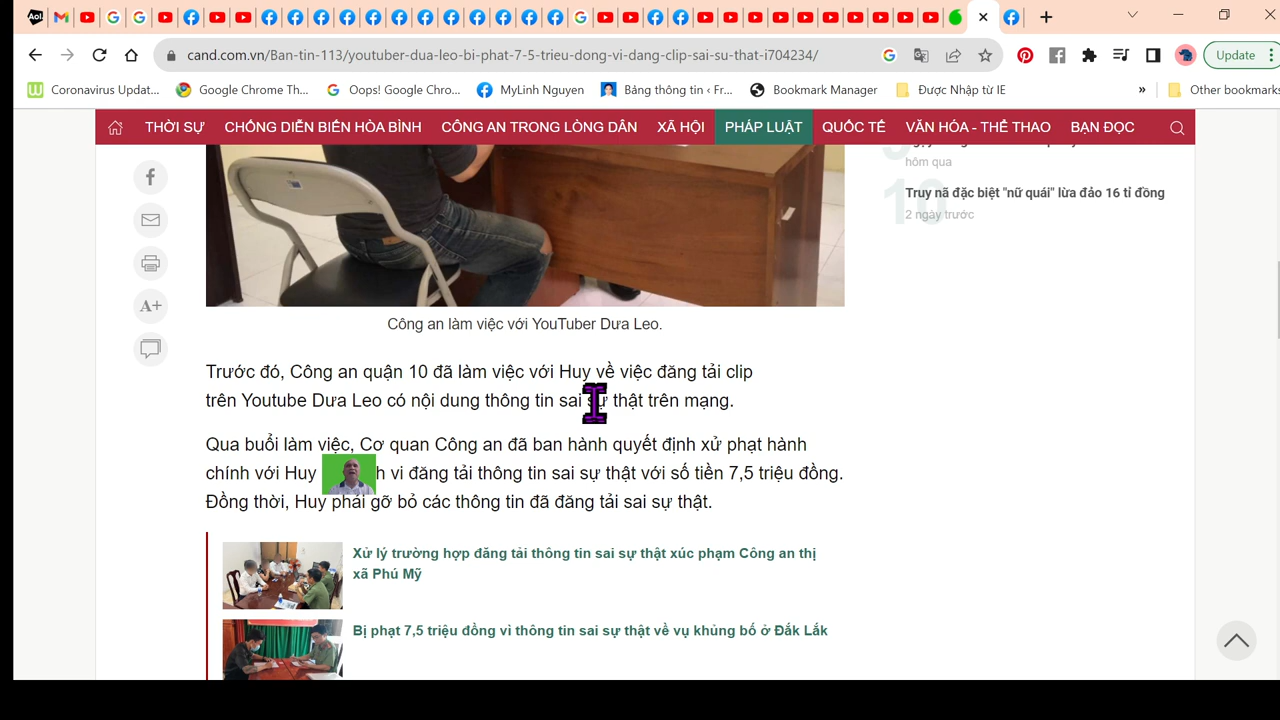 Aol.
cand.com.vn/Ban-tin-113/youtuber-dua-leo-bi-phat-7-5-trieu-dong-vi-dang-clip-sai-su-that-i704234/
Update
Coronavirus Updat...
Google Chrome Th...
Oops! Google Chro...
MyLinh Nguyen
Bảng thông tin ‹ Fr...
Bookmark Manager
Được Nhập từ IE
»
Other bookmarks
THỜI SỰ
CHỐNG DIỄN BIẾN HÒA BÌNH
CÔNG AN TRONG LÒNG DÂN
XÃ HỘI
PHÁP LUẬT
QUỐC TẾ
VĂN HÓA - THỂ THAO
BẠN ĐỌC
hôm qua
10
Truy nã đặc biệt "nữ quái" lừa đảo 16 tỉ đồng
2 ngày trước
A+
Công an làm việc với YouTuber Dưa Leo.
Trước đó, Công an quận 10 đã làm việc với Huy về việc đăng tải clip
trên Youtube Dưa Leo có nội dung thông tin sai sự thật trên mạng.
Qua buổi làm việc, Cơ quan Công an đã ban hành quyết định xử phạt hành
chính với Huy h vi đăng tải thông tin sai sự thật với số tiền 7,5 triệu đồng.
Đồng thời, Huy phải gỡ bỏ các thông tin đã đăng tải sai sự thật.
Xử lý trường hợp đăng tải thông tin sai sự thật xúc phạm Công an thị
xã Phú Mỹ
Bị phạt 7,5 triệu đồng vì thông tin sai sự thật về vụ khủng bố ở Đắk Lắk